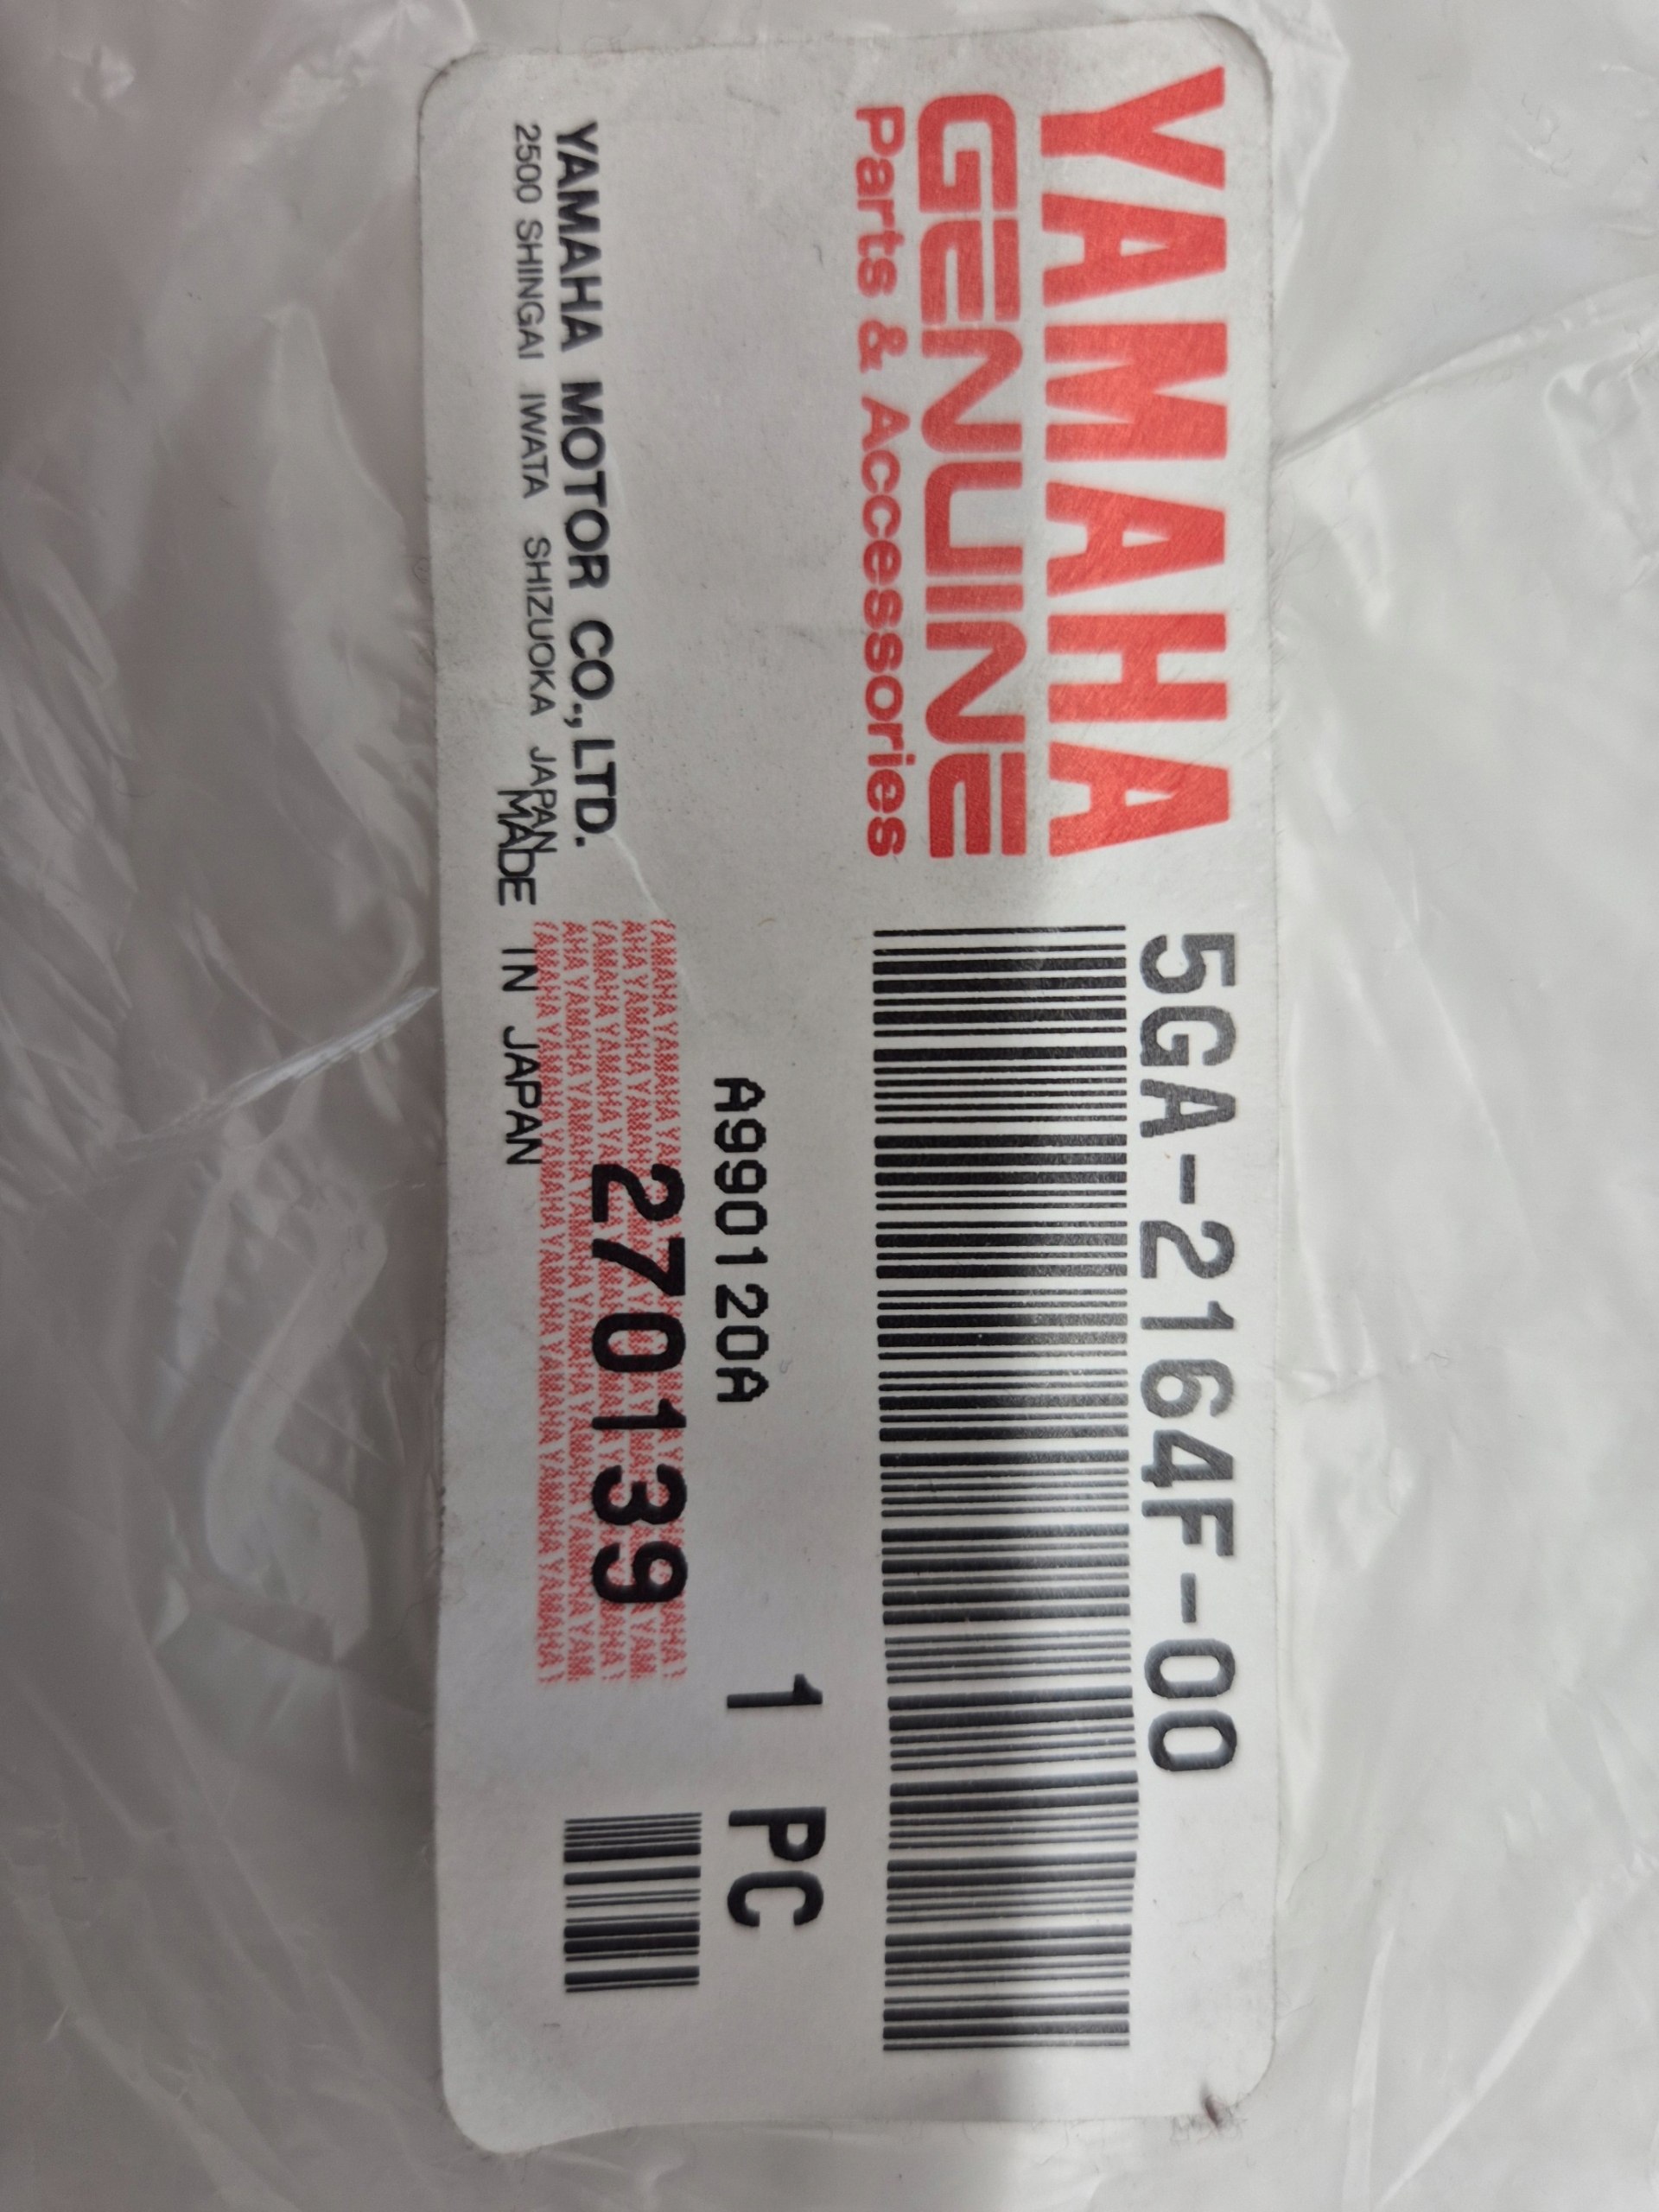 YAMAHA
GENUINE
Parts & Accessories
5GA-2164F-00
1 PC
A990120A
270139
YAMAHA MOTOR CO.,LTD.
2500 SHINGAI IWATA SHIZUOKA JAPAN
MADE IN JAPAN